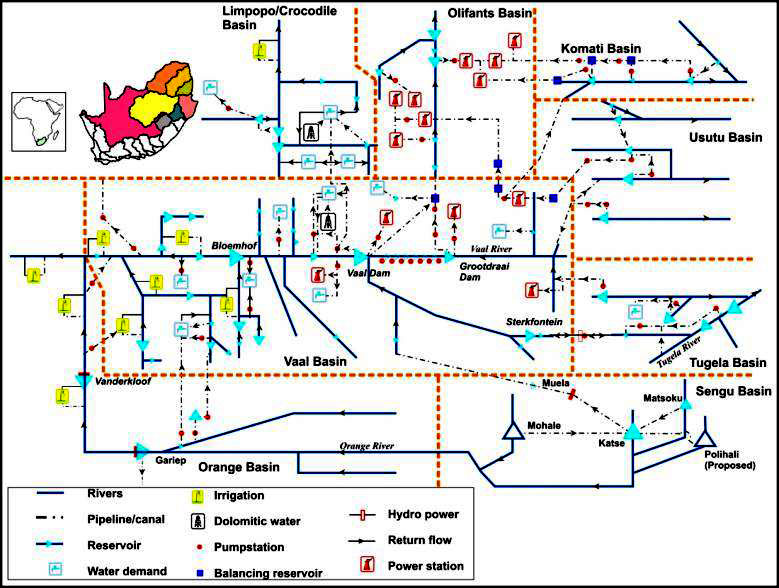 Limpopo/Crocodile
Basin
Olifants Basin
Komati Basin
Usutu Basin
Bloemhof
Vaal River
Vaal Dam
Grootdraai
Dam
Sterkfontein
Tugela River
Vaal Basin
Tugela Basin
Vanderkloof
Muela
Sengu Basin
Matsoku
Mohale
Katse
Polihali
(Proposed)
Orange River
Gariep
Orange Basin
Rivers
Pipeline/canal
Reservoir
Water demand
Irrigation
Dolomitic water
Pumpstation
Balancing reservoir
Hydro power
Return flow
Power station